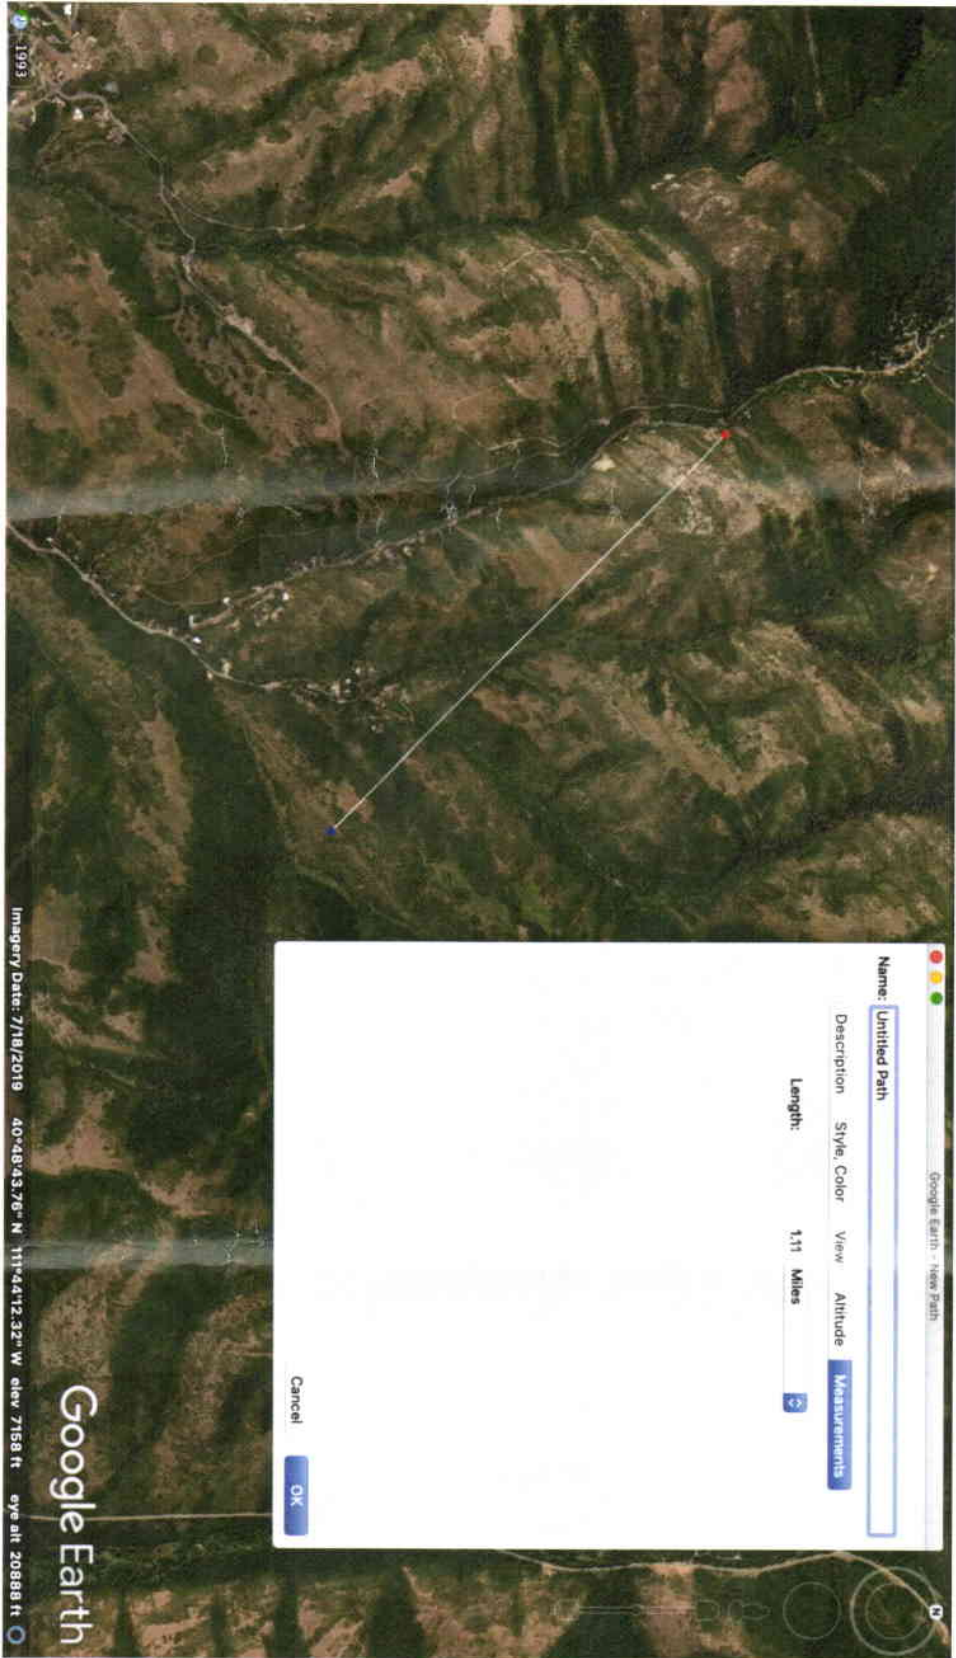 Google Earth - New Path
Name: Untitled Path
Description Style, Color View Altitude Measurements
Length: 1.11 Miles
Cancel OK
N
Google Earth
1993
Imagery Date: 7/18/2019 40°48'43.76" N 111°44'12.32" W elev 7158 ft eye alt 20888 ft